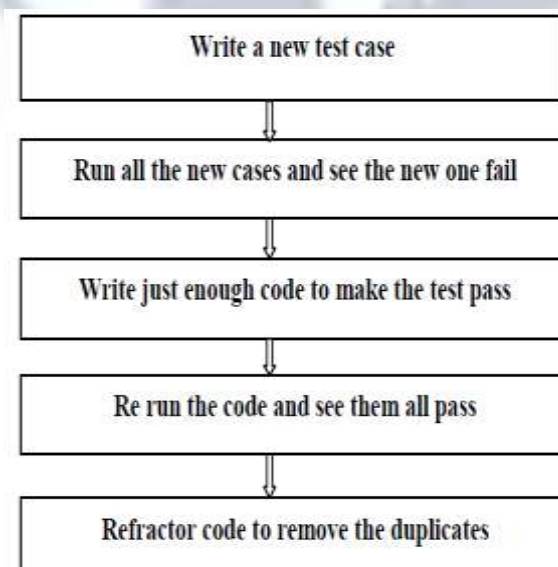 Write a new test case
Run all the new cases and see the new one fail
Write just enough code to make the test pass
Re run the code and see them all pass
Refractor code to remove the duplicates